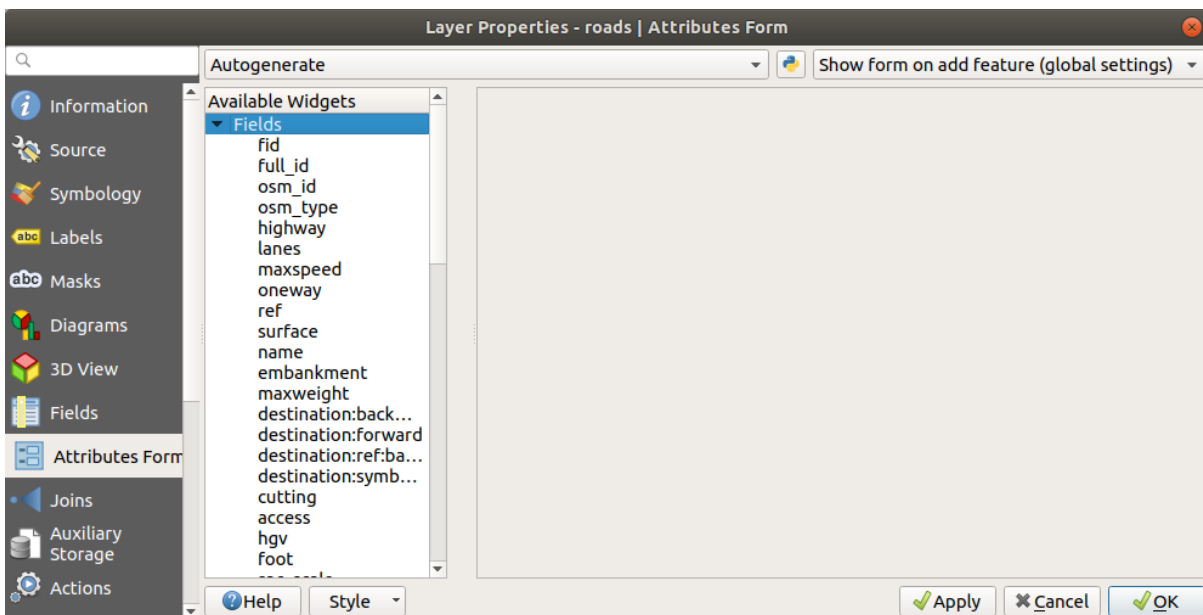 Layer Properties - roads | Attributes Form
Autogenerate
Show form on add feature (global settings)
Information
Source
Symbology
abc Labels
abc Masks
Diagrams
3D View
Fields
Attributes Form
Joins
Auxiliary
Storage
Actions
Available Widgets
Fields
fid
full_id
osm_id
osm_type
highway
lanes
maxspeed
oneway
ref
surface
name
embankment
maxweight
destination:back...
destination:forward
destination:ref:ba...
destination:symb...
cutting
access
hgv
foot
Help
Style
Apply
Cancel
OK